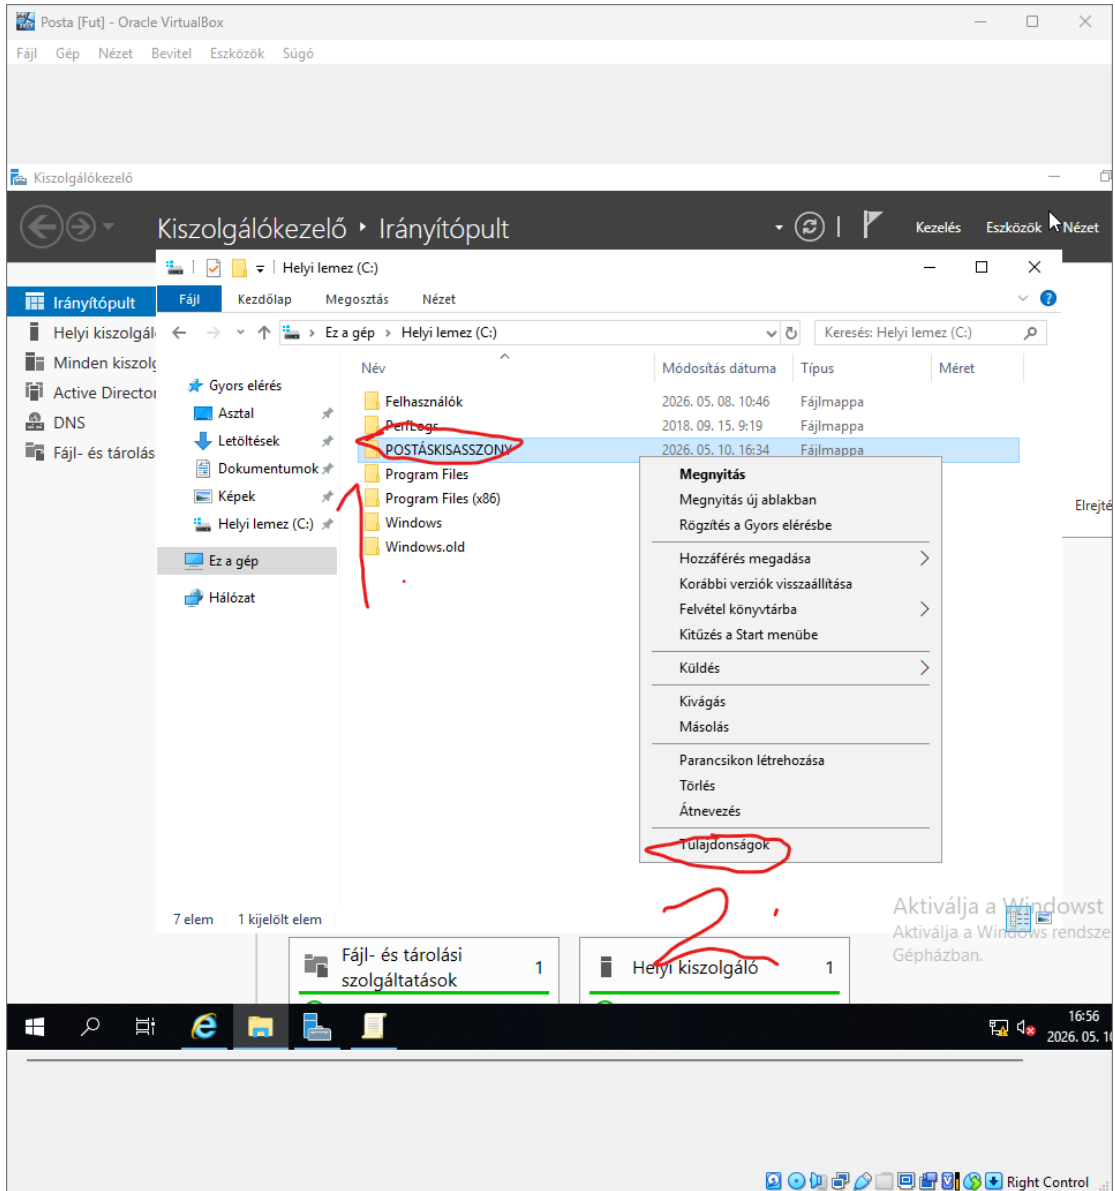 Posta [Fut] - Oracle VirtualBox
Fájl Gép Nézet Bevitel Eszközök Súgó
Kiszolgálókezelő
Kiszolgálókezelő Irányítópult
Kezelés Eszközök Nézet
Helyi lemez (C:)
Irányítópult
Helyi kiszolgál
Minden kiszolg
Active Director
DNS
Fájl- és tárolás
Fájl Kezdőlap Megosztás Nézet
Ez a gép > Helyi lemez (C:)
Keresés: Helyi lemez (C:)
Gyors elérés
Asztal
Letöltések
Dokumentumok
Képek
Helyi lemez (C:)
Ez a gép
Hálózat
Név Módosítás dátuma Típus Méret
Felhasználók 2026. 05. 08. 10:46 Fájlmappa
PerfLogs 2018. 09. 15. 9:19 Fájlmappa
POSTÁSKISASSZONY 2026. 05. 10. 16:34 Fájlmappa
Program Files
Program Files (x86)
Windows
Windows.old
1.
Megnyitás
Megnyitás új ablakban
Rögzítés a Gyors elérésbe
Hozzáférés megadása
Korábbi verziók visszaállítása
Felvétel könyvtárba
Kitűzés a Start menübe
Küldés
Kivágás
Másolás
Parancsikon létrehozása
Törlés
Átnevezés
Tulajdonságok
2.
Elrejté
7 elem 1 kijelölt elem
Aktiválja a Windowst
Aktiválja a Windows rendsze
Gépházban.
Fájl- és tárolási
szolgáltatások
1
Helyi kiszolgáló
1
16:56
2026. 05. 10
Right Control